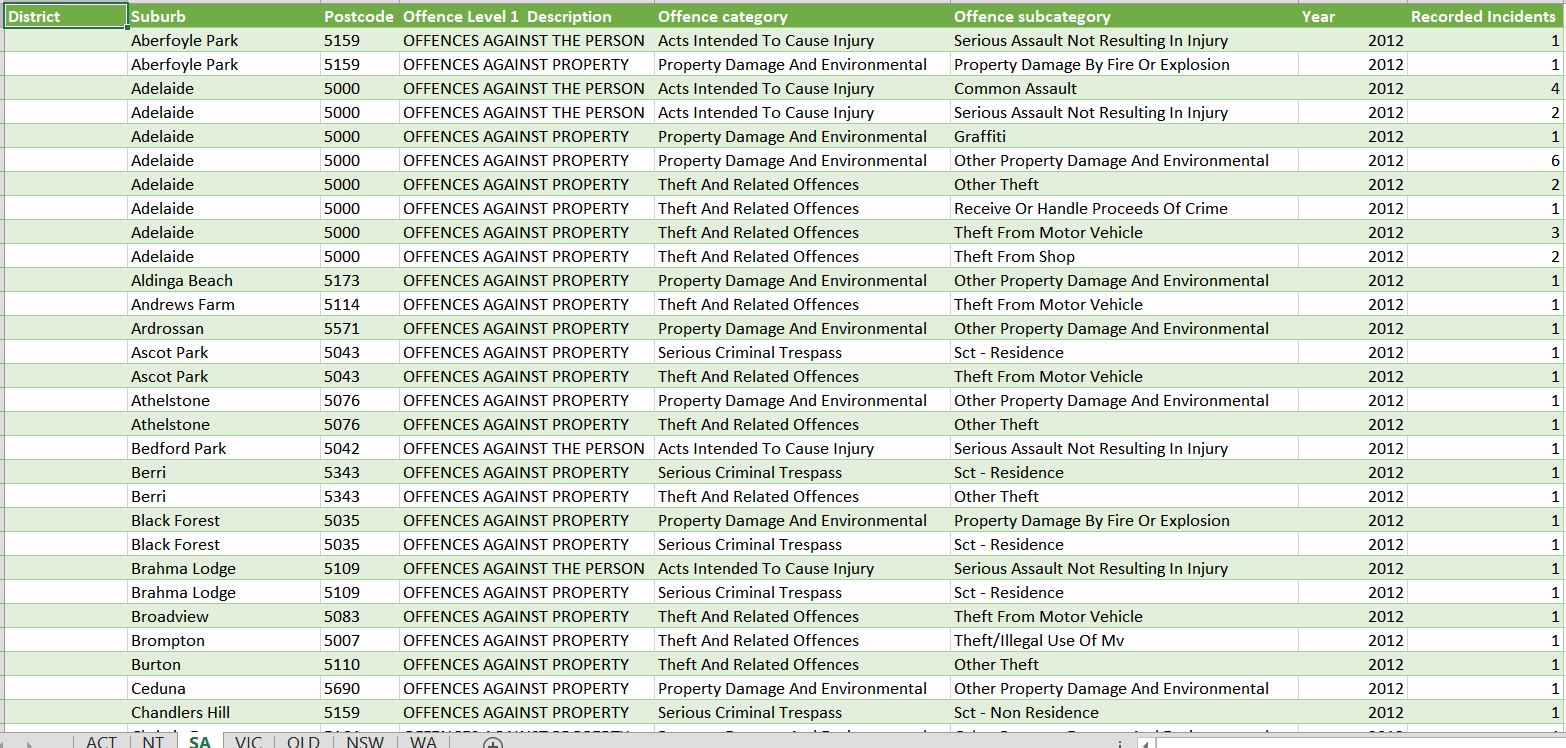 District Suburb Postcode Offence Level 1  Description Offence category Offence subcategory Year Recorded Incidents
Aberfoyle Park 5159 OFFENCES AGAINST THE PERSON Acts Intended To Cause Injury Serious Assault Not Resulting In Injury 2012 1
Aberfoyle Park 5159 OFFENCES AGAINST PROPERTY Property Damage And Environmental Property Damage By Fire Or Explosion 2012 1
Adelaide 5000 OFFENCES AGAINST THE PERSON Acts Intended To Cause Injury Common Assault 2012 4
Adelaide 5000 OFFENCES AGAINST THE PERSON Acts Intended To Cause Injury Serious Assault Not Resulting In Injury 2012 2
Adelaide 5000 OFFENCES AGAINST PROPERTY Property Damage And Environmental Graffiti 2012 1
Adelaide 5000 OFFENCES AGAINST PROPERTY Property Damage And Environmental Other Property Damage And Environmental 2012 6
Adelaide 5000 OFFENCES AGAINST PROPERTY Theft And Related Offences Other Theft 2012 2
Adelaide 5000 OFFENCES AGAINST PROPERTY Theft And Related Offences Receive Or Handle Proceeds Of Crime 2012 1
Adelaide 5000 OFFENCES AGAINST PROPERTY Theft And Related Offences Theft From Motor Vehicle 2012 3
Adelaide 5000 OFFENCES AGAINST PROPERTY Theft And Related Offences Theft From Shop 2012 2
Aldinga Beach 5173 OFFENCES AGAINST PROPERTY Property Damage And Environmental Other Property Damage And Environmental 2012 1
Andrews Farm 5114 OFFENCES AGAINST PROPERTY Theft And Related Offences Theft From Motor Vehicle 2012 1
Ardrossan 5571 OFFENCES AGAINST PROPERTY Property Damage And Environmental Other Property Damage And Environmental 2012 1
Ascot Park 5043 OFFENCES AGAINST PROPERTY Serious Criminal Trespass Sct - Residence 2012 1
Ascot Park 5043 OFFENCES AGAINST PROPERTY Theft And Related Offences Theft From Motor Vehicle 2012 1
Athelstone 5076 OFFENCES AGAINST PROPERTY Property Damage And Environmental Other Property Damage And Environmental 2012 1
Athelstone 5076 OFFENCES AGAINST PROPERTY Theft And Related Offences Other Theft 2012 1
Bedford Park 5042 OFFENCES AGAINST THE PERSON Acts Intended To Cause Injury Serious Assault Not Resulting In Injury 2012 1
Berri 5343 OFFENCES AGAINST PROPERTY Serious Criminal Trespass Sct - Residence 2012 1
Berri 5343 OFFENCES AGAINST PROPERTY Theft And Related Offences Other Theft 2012 1
Black Forest 5035 OFFENCES AGAINST PROPERTY Property Damage And Environmental Property Damage By Fire Or Explosion 2012 1
Black Forest 5035 OFFENCES AGAINST PROPERTY Serious Criminal Trespass Sct - Residence 2012 1
Brahma Lodge 5109 OFFENCES AGAINST THE PERSON Acts Intended To Cause Injury Serious Assault Not Resulting In Injury 2012 1
Brahma Lodge 5109 OFFENCES AGAINST PROPERTY Serious Criminal Trespass Sct - Residence 2012 1
Broadview 5083 OFFENCES AGAINST PROPERTY Theft And Related Offences Theft From Motor Vehicle 2012 1
Brompton 5007 OFFENCES AGAINST PROPERTY Theft And Related Offences Theft/Illegal Use Of Mv 2012 1
Burton 5110 OFFENCES AGAINST PROPERTY Theft And Related Offences Other Theft 2012 1
Ceduna 5690 OFFENCES AGAINST PROPERTY Property Damage And Environmental Other Property Damage And Environmental 2012 1
Chandlers Hill 5159 OFFENCES AGAINST PROPERTY Serious Criminal Trespass Sct - Non Residence 2012 1
ACT NT SA VIC QLD NSW WA